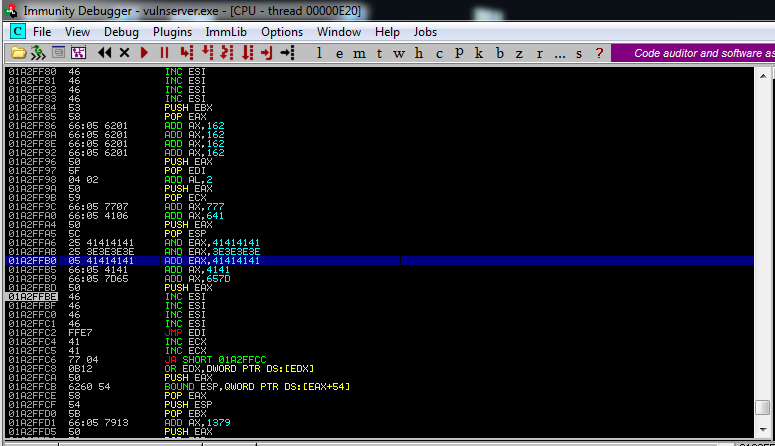 Immunity Debugger - vulnserver.exe - [CPU - thread 00000E20]
C File View Debug Plugins ImmLib Options Window Help Jobs
l e m t w h c p k b z r ... s ? Code auditor and software as
01A2FF80 46 INC ESI
01A2FF81 46 INC ESI
01A2FF82 46 INC ESI
01A2FF83 46 INC ESI
01A2FF84 53 PUSH EBX
01A2FF85 58 POP EAX
01A2FF86 66:05 6201 ADD AX,162
01A2FF8A 66:05 6201 ADD AX,162
01A2FF8E 66:05 6201 ADD AX,162
01A2FF92 66:05 6201 ADD AX,162
01A2FF96 50 PUSH EAX
01A2FF97 5F POP EDI
01A2FF98 04 02 ADD AL,2
01A2FF9A 50 PUSH EAX
01A2FF9B 59 POP ECX
01A2FF9C 66:05 7707 ADD AX,777
01A2FFA0 66:05 4106 ADD AX,641
01A2FFA4 50 PUSH EAX
01A2FFA5 5C POP ESP
01A2FFA6 25 41414141 AND EAX,41414141
01A2FFAB 25 3E3E3E3E AND EAX,3E3E3E3E
01A2FFB0 05 41414141 ADD EAX,41414141
01A2FFB5 66:05 4141 ADD AX,4141
01A2FFB9 66:05 7D65 ADD AX,657D
01A2FFBD 50 PUSH EAX
01A2FFBE 46 INC ESI
01A2FFBF 46 INC ESI
01A2FFC0 46 INC ESI
01A2FFC1 46 INC ESI
01A2FFC2 FFE7 JMP EDI
01A2FFC4 41 INC ECX
01A2FFC5 41 INC ECX
01A2FFC6 77 04 JA SHORT 01A2FFCC
01A2FFC8 0B12 OR EDX,DWORD PTR DS:[EDX]
01A2FFCA 50 PUSH EAX
01A2FFCB 6260 54 BOUND ESP,QWORD PTR DS:[EAX+54]
01A2FFCE 58 POP EAX
01A2FFCF 54 PUSH ESP
01A2FFD0 5B POP EBX
01A2FFD1 66:05 7913 ADD AX,1379
01A2FFD5 50 PUSH EAX